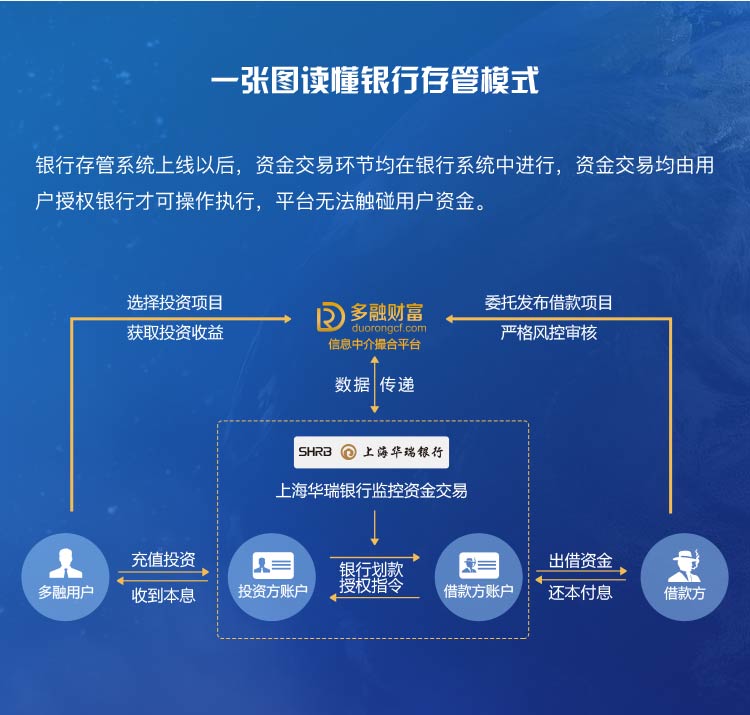 一张图读懂银行存管模式
银行存管系统上线以后，资金交易环节均在银行系统中进行，资金交易均由用
户授权银行才可操作执行，平台无法触碰用户资金。
选择投资项目
获取投资收益
多融财富
duorongcf.com
信息中介撮合平台
委托发布借款项目
严格风控审核
数据 传递
SHRB 上海华瑞银行
上海华瑞银行监控资金交易
多融用户
充值投资
收到本息
投资方账户
银行划款
授权指令
借款方账户
出借资金
还本付息
借款方